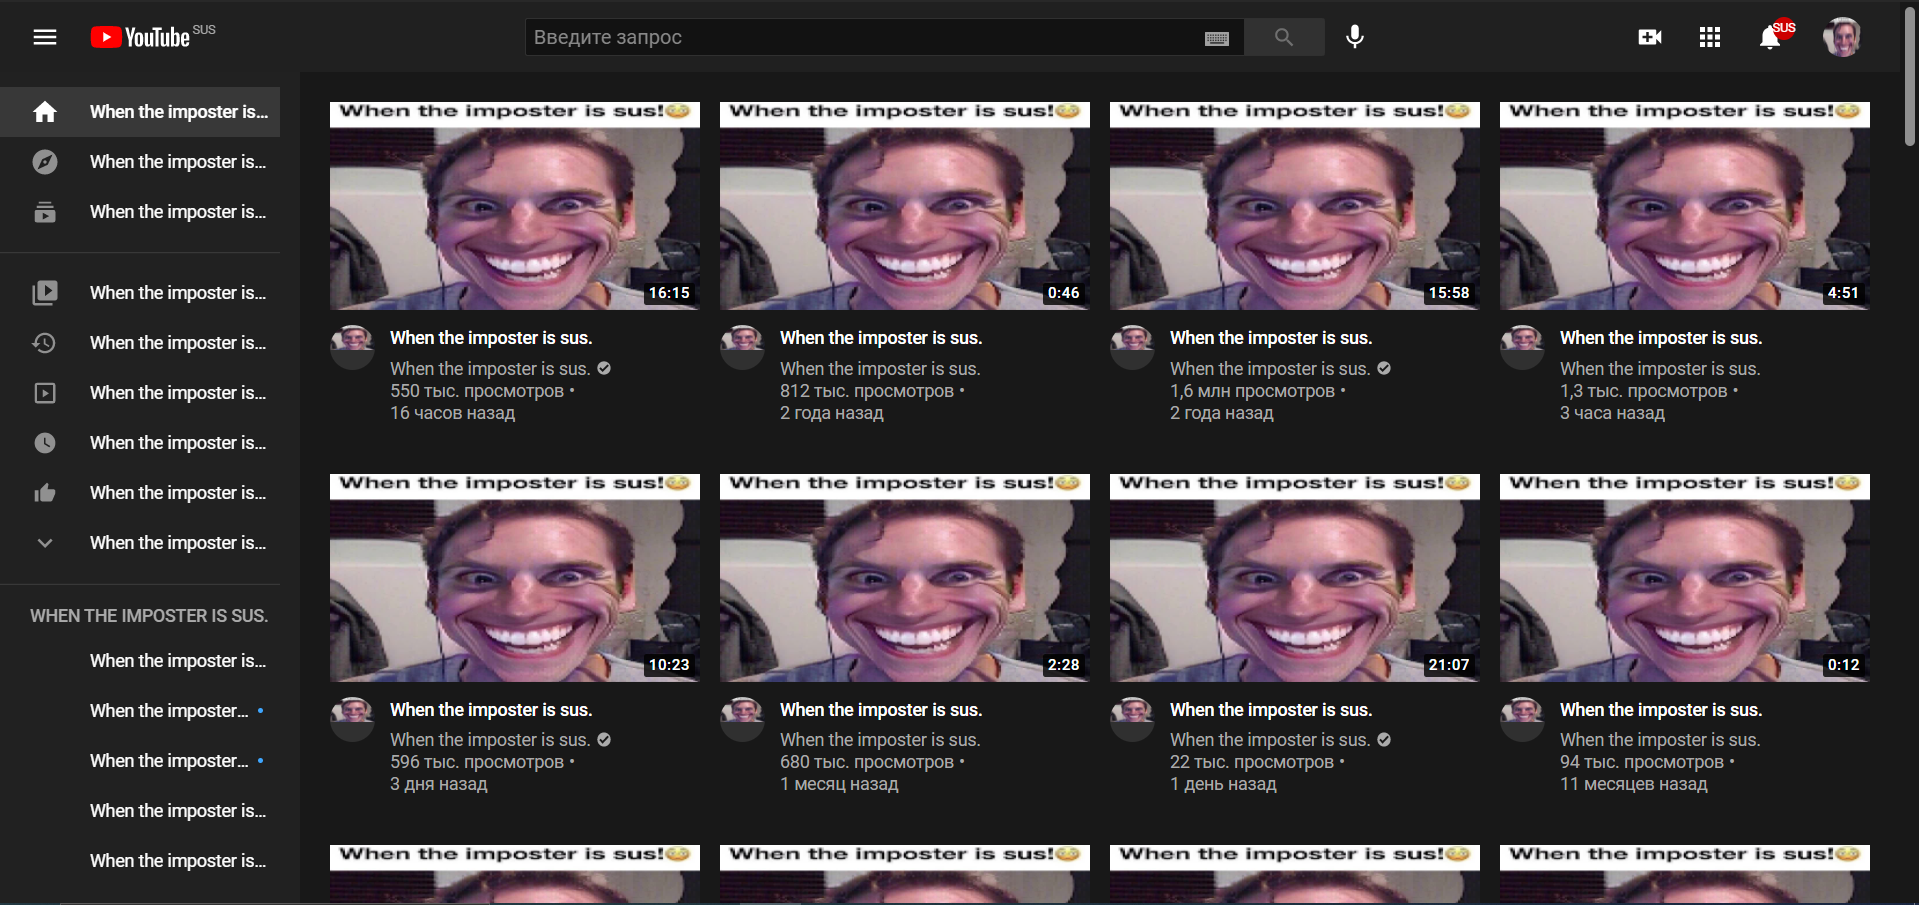 YouTube SUS
Введите запрос
SUS
When the imposter is...
When the imposter is...
When the imposter is...
When the imposter is...
When the imposter is...
When the imposter is...
When the imposter is...
When the imposter is...
When the imposter is...
WHEN THE IMPOSTER IS SUS.
When the imposter is...
When the imposter...
When the imposter...
When the imposter is...
When the imposter is...
When the imposter is sus!😳
16:15
When the imposter is sus.
When the imposter is sus.
550 тыс. просмотров •
16 часов назад
When the imposter is sus!😳
0:46
When the imposter is sus.
When the imposter is sus.
812 тыс. просмотров •
2 года назад
When the imposter is sus!😳
15:58
When the imposter is sus.
When the imposter is sus.
1,6 млн просмотров •
2 года назад
When the imposter is sus!😳
4:51
When the imposter is sus.
When the imposter is sus.
1,3 тыс. просмотров •
3 часа назад
When the imposter is sus!😳
10:23
When the imposter is sus.
When the imposter is sus.
596 тыс. просмотров •
3 дня назад
When the imposter is sus!😳
2:28
When the imposter is sus.
When the imposter is sus.
680 тыс. просмотров •
1 месяц назад
When the imposter is sus!😳
21:07
When the imposter is sus.
When the imposter is sus.
22 тыс. просмотров •
1 день назад
When the imposter is sus!😳
0:12
When the imposter is sus.
When the imposter is sus.
94 тыс. просмотров •
11 месяцев назад
When the imposter is sus!😳
When the imposter is sus!😳
When the imposter is sus!😳
When the imposter is sus!😳